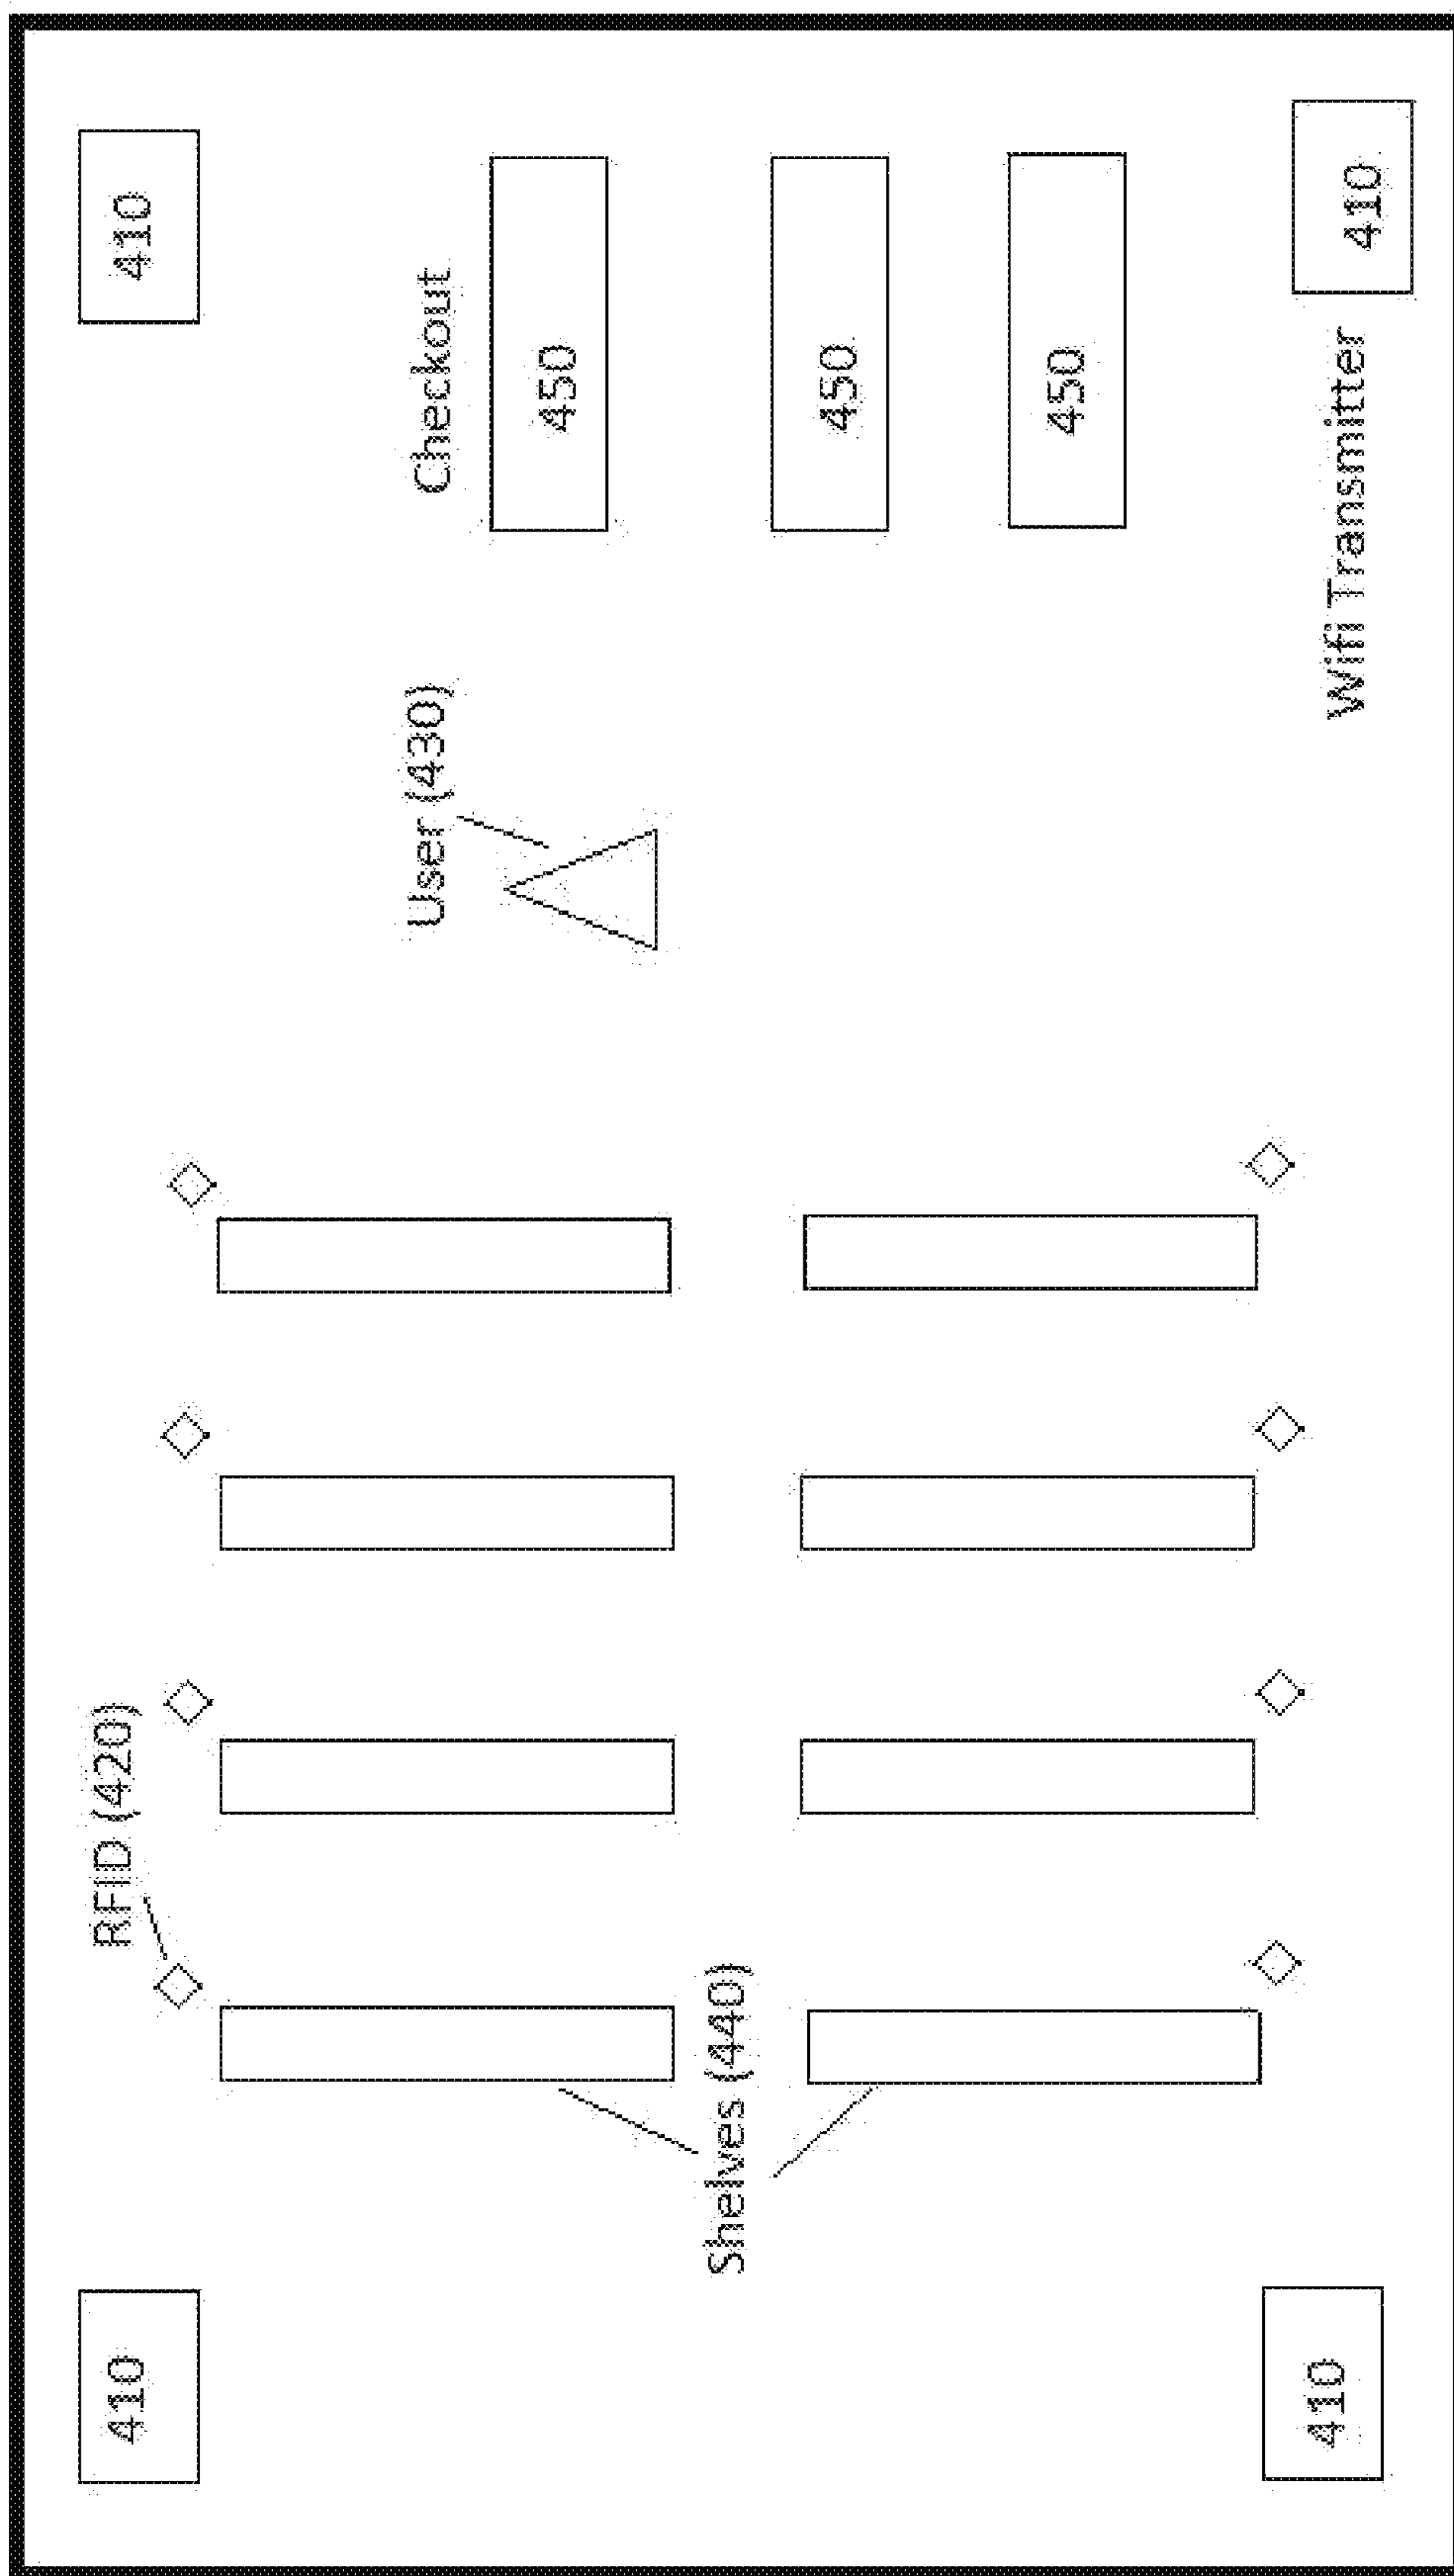 410
RFID (420)
410
User (430)
Checkout
450
Shelves (440)
450
450
410
Wifi Transmitter
410